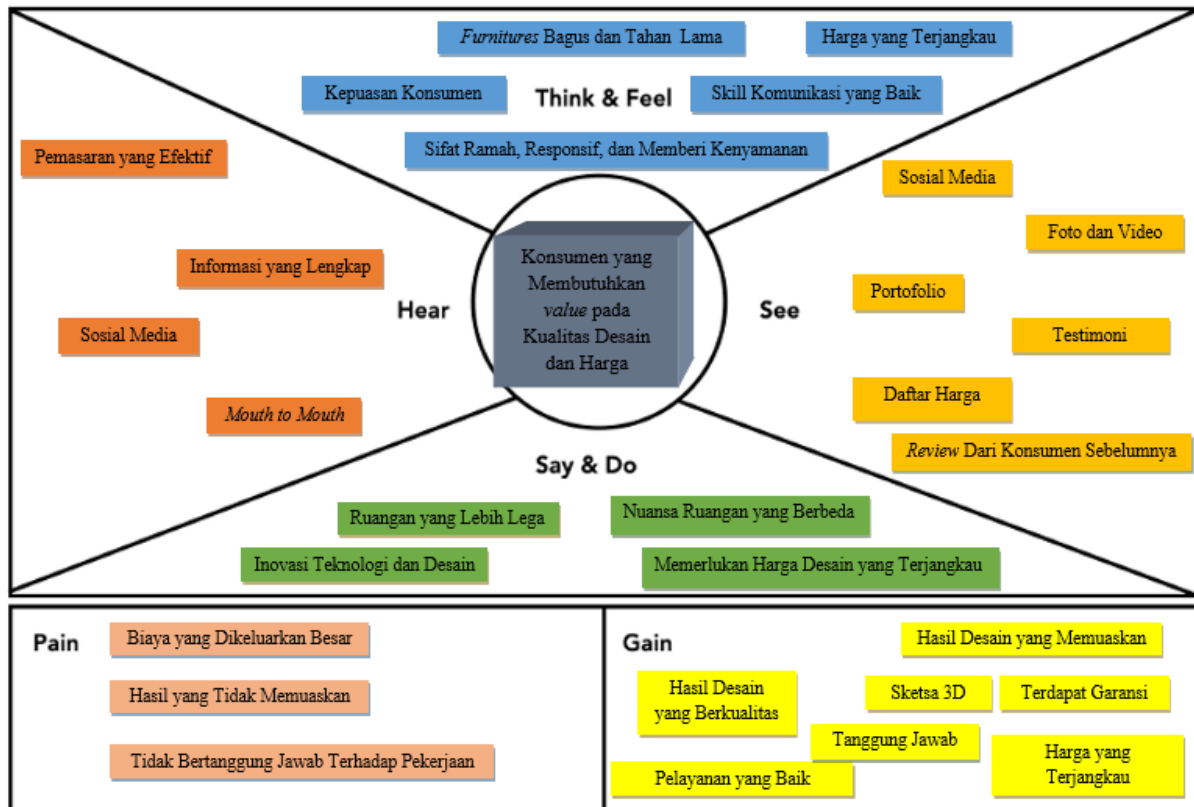 Furnitures Bagus dan Tahan Lama
Harga yang Terjangkau
Kepuasan Konsumen
Think & Feel
Skill Komunikasi yang Baik
Sifat Ramah, Responsif, dan Memberi Kenyamanan
Pemasaran yang Efektif
Informasi yang Lengkap
Hear
Sosial Media
Mouth to Mouth
Konsumen yang
Membutuhkan
value pada
Kualitas Desain
dan Harga
Sosial Media
Foto dan Video
Portofolio
See
Testimoni
Daftar Harga
Review Dari Konsumen Sebelumnya
Say & Do
Ruangan yang Lebih Lega
Nuansa Ruangan yang Berbeda
Inovasi Teknologi dan Desain
Memerlukan Harga Desain yang Terjangkau
Pain
Biaya yang Dikeluarkan Besar
Hasil yang Tidak Memuaskan
Tidak Bertanggung Jawab Terhadap Pekerjaan
Gain
Hasil Desain yang Memuaskan
Hasil Desain
yang Berkualitas
Sketsa 3D
Terdapat Garansi
Tanggung Jawab
Harga yang
Terjangkau
Pelayanan yang Baik